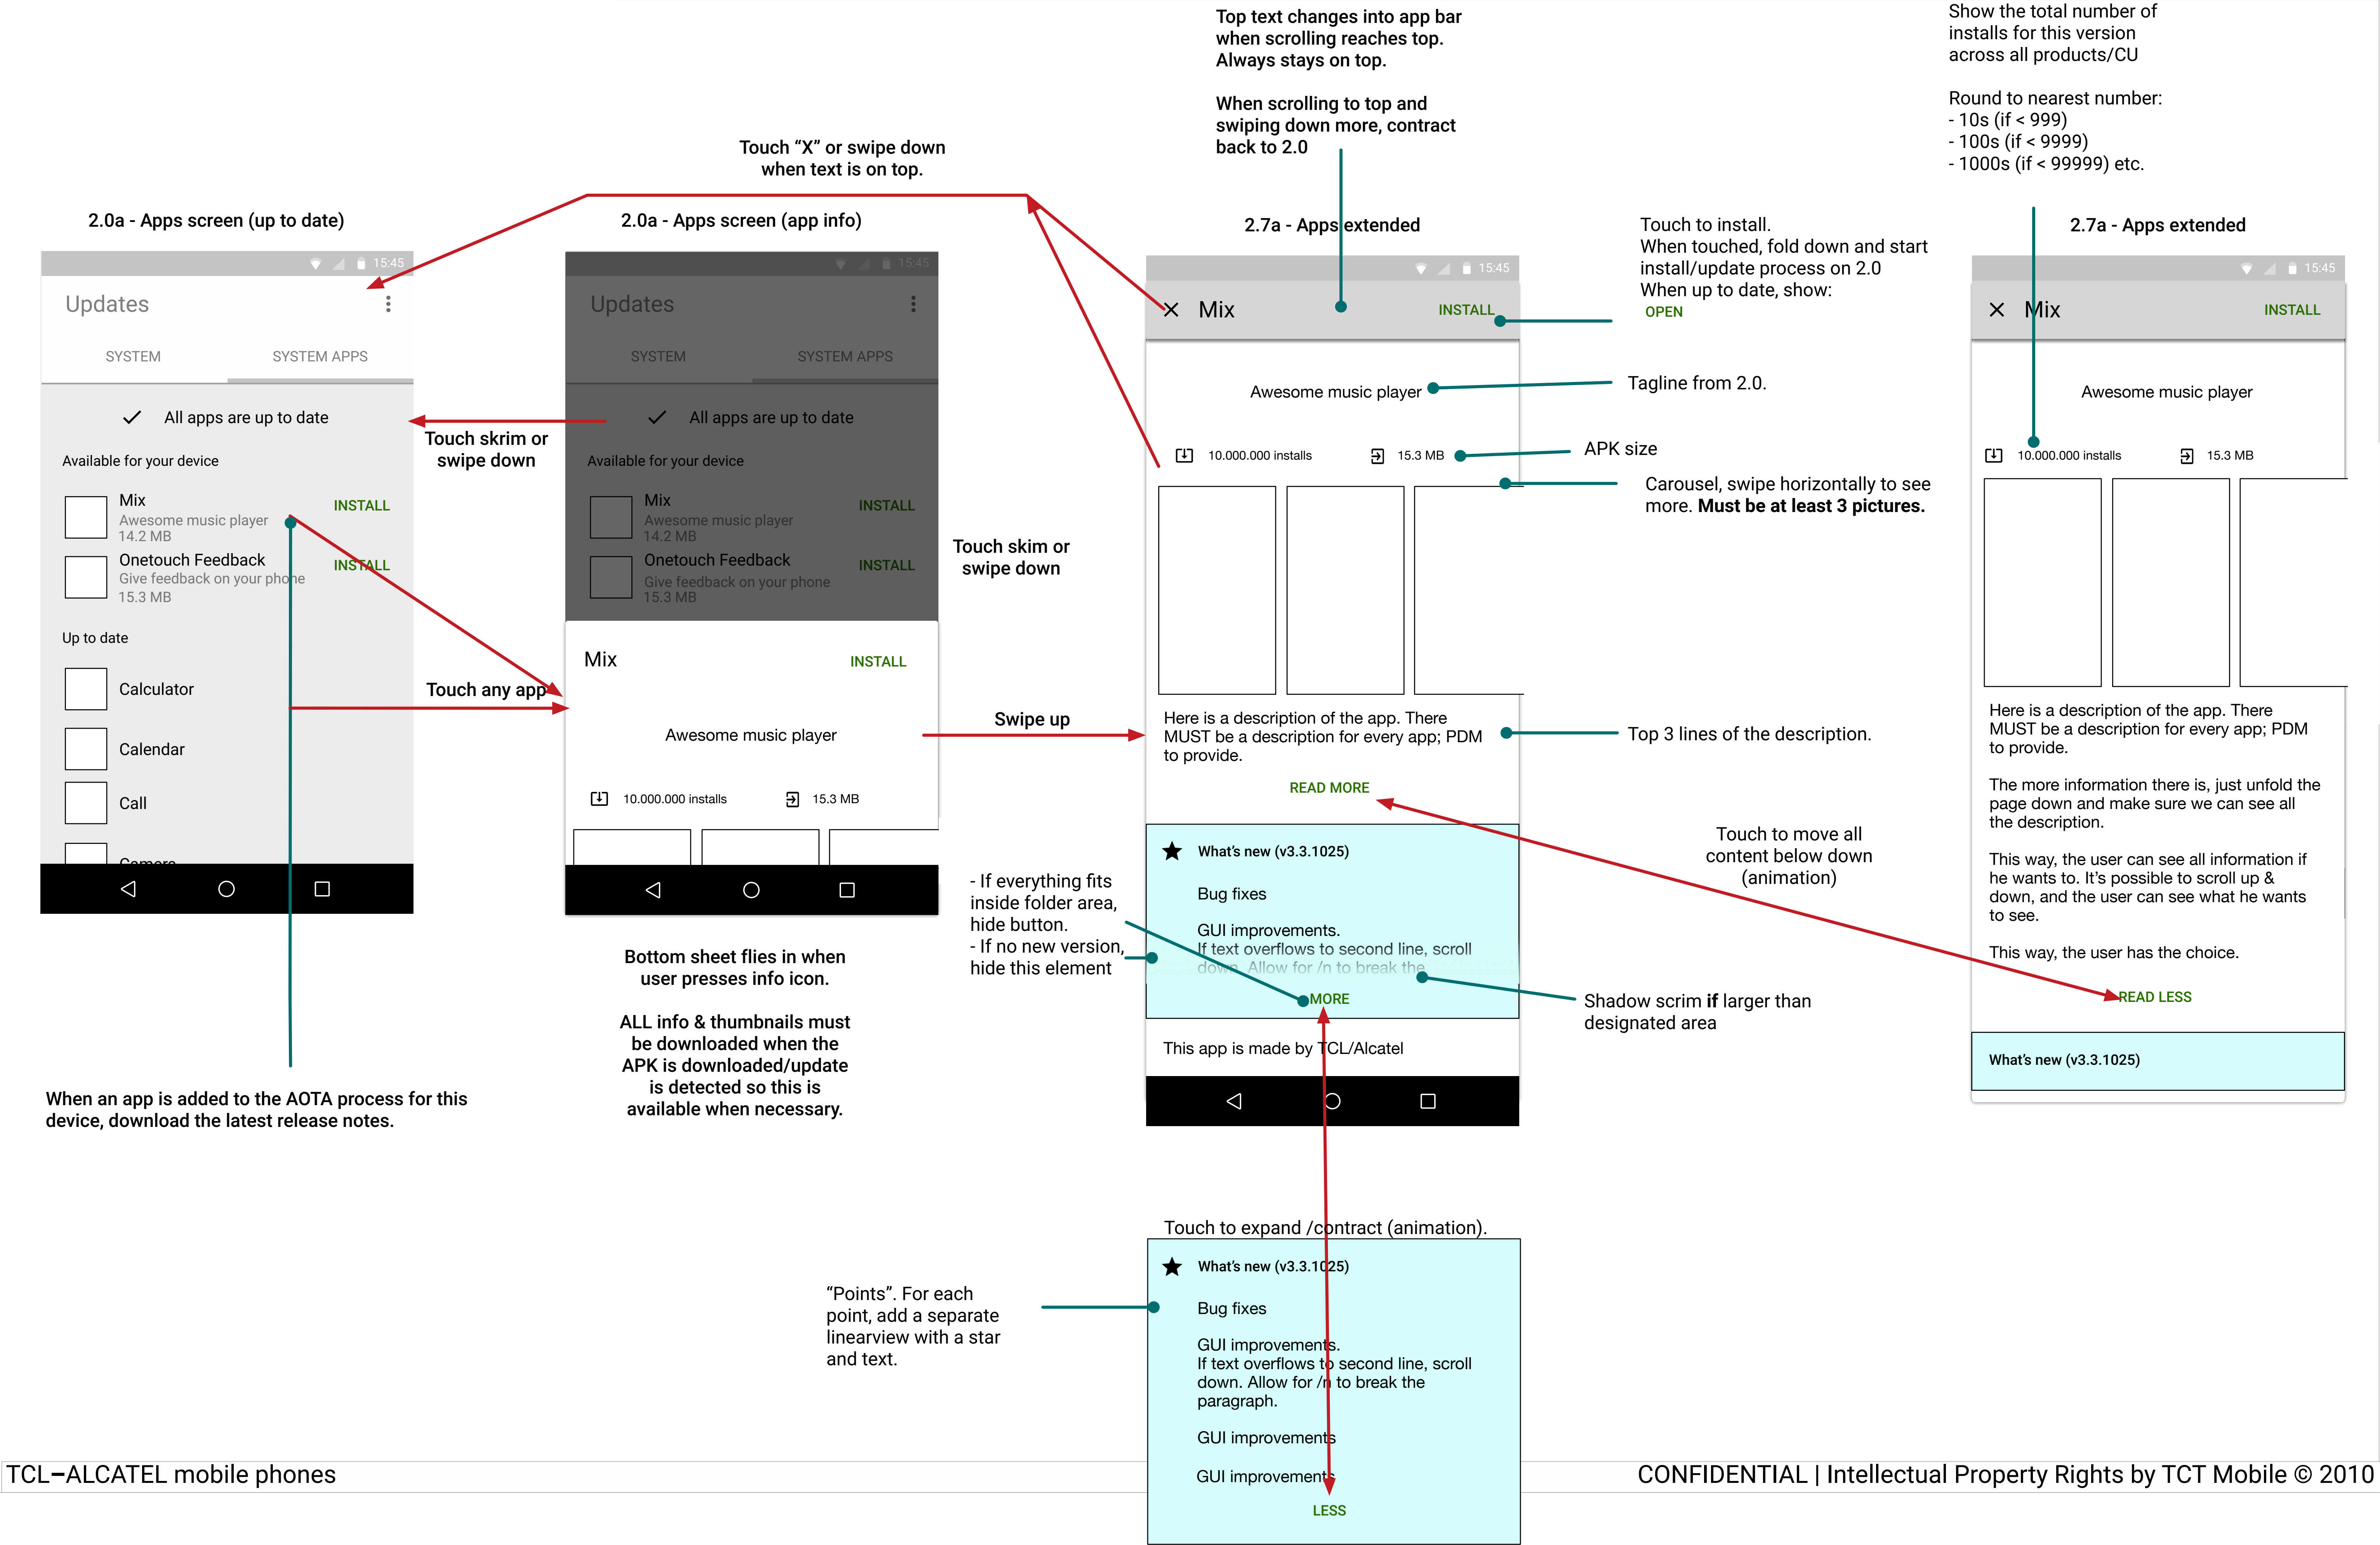 Top text changes into app bar
when scrolling reaches top.
Always stays on top.
When scrolling to top and
swiping down more, contract
back to 2.0
Show the total number of
installs for this version
across all products/CU
Round to nearest number:
- 10s (if < 999)
- 100s (if < 9999)
- 1000s (if < 99999) etc.
Touch “X” or swipe down
when text is on top.
2.0a - Apps screen (up to date)
15:45
Updates
SYSTEM
SYSTEM APPS
All apps are up to date
Available for your device
Mix
Awesome music player
14.2 MB
INSTALL
Onetouch Feedback
Give feedback on your phone
15.3 MB
INSTALL
Up to date
Calculator
Calendar
Call
Camera
When an app is added to the AOTA process for this
device, download the latest release notes.
Touch skrim or
swipe down
Touch any app
2.0a - Apps screen (app info)
15:45
Updates
SYSTEM
SYSTEM APPS
All apps are up to date
Available for your device
Mix
Awesome music player
14.2 MB
INSTALL
Onetouch Feedback
Give feedback on your phone
15.3 MB
INSTALL
Mix
INSTALL
Awesome music player
10.000.000 installs
15.3 MB
Bottom sheet flies in when
user presses info icon.
ALL info & thumbnails must
be downloaded when the
APK is downloaded/update
is detected so this is
available when necessary.
Touch skim or
swipe down
Swipe up
2.7a - Apps extended
15:45
Mix
INSTALL
Awesome music player
10.000.000 installs
15.3 MB
Here is a description of the app. There
MUST be a description for every app; PDM
to provide.
READ MORE
What’s new (v3.3.1025)
Bug fixes
GUI improvements.
If text overflows to second line, scroll
down. Allow for /n to break the
MORE
This app is made by TCL/Alcatel
Touch to install.
When touched, fold down and start
install/update process on 2.0
When up to date, show:
OPEN
Tagline from 2.0.
APK size
Carousel, swipe horizontally to see
more. Must be at least 3 pictures.
Top 3 lines of the description.
Touch to move all
content below down
(animation)
- If everything fits
inside folder area,
hide button.
- If no new version,
hide this element
Shadow scrim if larger than
designated area
2.7a - Apps extended
15:45
Mix
INSTALL
Awesome music player
10.000.000 installs
15.3 MB
Here is a description of the app. There
MUST be a description for every app; PDM
to provide.
The more information there is, just unfold the
page down and make sure we can see all
the description.
This way, the user can see all information if
he wants to. It’s possible to scroll up &
down, and the user can see what he wants
to see.
This way, the user has the choice.
READ LESS
What’s new (v3.3.1025)
Touch to expand /contract (animation).
What’s new (v3.3.1025)
Bug fixes
GUI improvements.
If text overflows to second line, scroll
down. Allow for /n to break the
paragraph.
GUI improvements
GUI improvements
LESS
“Points”. For each
point, add a separate
linearview with a star
and text.
TCL–ALCATEL mobile phones
CONFIDENTIAL | Intellectual Property Rights by TCT Mobile © 2010